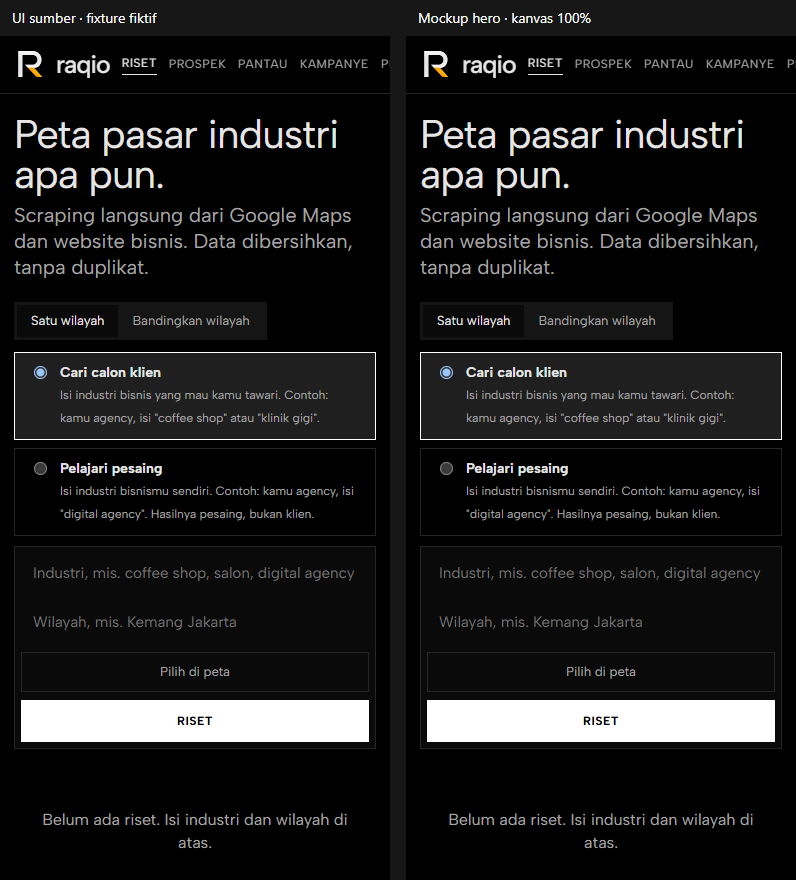 UI sumber · fixture fiktif
raqio RISET PROSPEK PANTAU KAMPANYE P
Peta pasar industri
apa pun.
Scraping langsung dari Google Maps
dan website bisnis. Data dibersihkan,
tanpa duplikat.
Satu wilayah Bandingkan wilayah
Cari calon klien
Isi industri bisnis yang mau kamu tawari. Contoh:
kamu agency, isi "coffee shop" atau "klinik gigi".
Pelajari pesaing
Isi industri bisnismu sendiri. Contoh: kamu agency, isi
"digital agency". Hasilnya pesaing, bukan klien.
Industri, mis. coffee shop, salon, digital agency
Wilayah, mis. Kemang Jakarta
Pilih di peta
RISET
Belum ada riset. Isi industri dan wilayah di
atas.
Mockup hero · kanvas 100%
raqio RISET PROSPEK PANTAU KAMPANYE P
Peta pasar industri
apa pun.
Scraping langsung dari Google Maps
dan website bisnis. Data dibersihkan,
tanpa duplikat.
Satu wilayah Bandingkan wilayah
Cari calon klien
Isi industri bisnis yang mau kamu tawari. Contoh:
kamu agency, isi "coffee shop" atau "klinik gigi".
Pelajari pesaing
Isi industri bisnismu sendiri. Contoh: kamu agency, isi
"digital agency". Hasilnya pesaing, bukan klien.
Industri, mis. coffee shop, salon, digital agency
Wilayah, mis. Kemang Jakarta
Pilih di peta
RISET
Belum ada riset. Isi industri dan wilayah di
atas.